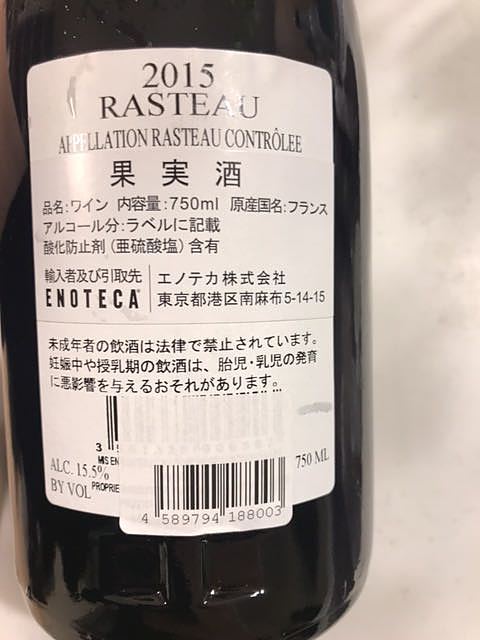 2015
RASTEAU
APPELLATION RASTEAU CONTRÔLEE
果実酒
品名:ワイン 内容量:750ml 原産国名:フランス
アルコール分:ラベルに記載
酸化防止剤(亜硫酸塩)含有
輸入者及び引取先
ENOTECA
エノテカ株式会社
東京都港区南麻布5-14-15
未成年者の飲酒は法律で禁止されています。
妊娠中や授乳期の飲酒は、胎児・乳児の発育
に悪影響を与えるおそれがあります。
3
MIS EN
ALC. 15.5%
BY VOL
PROPRIE
750 ML
4 589794 188003